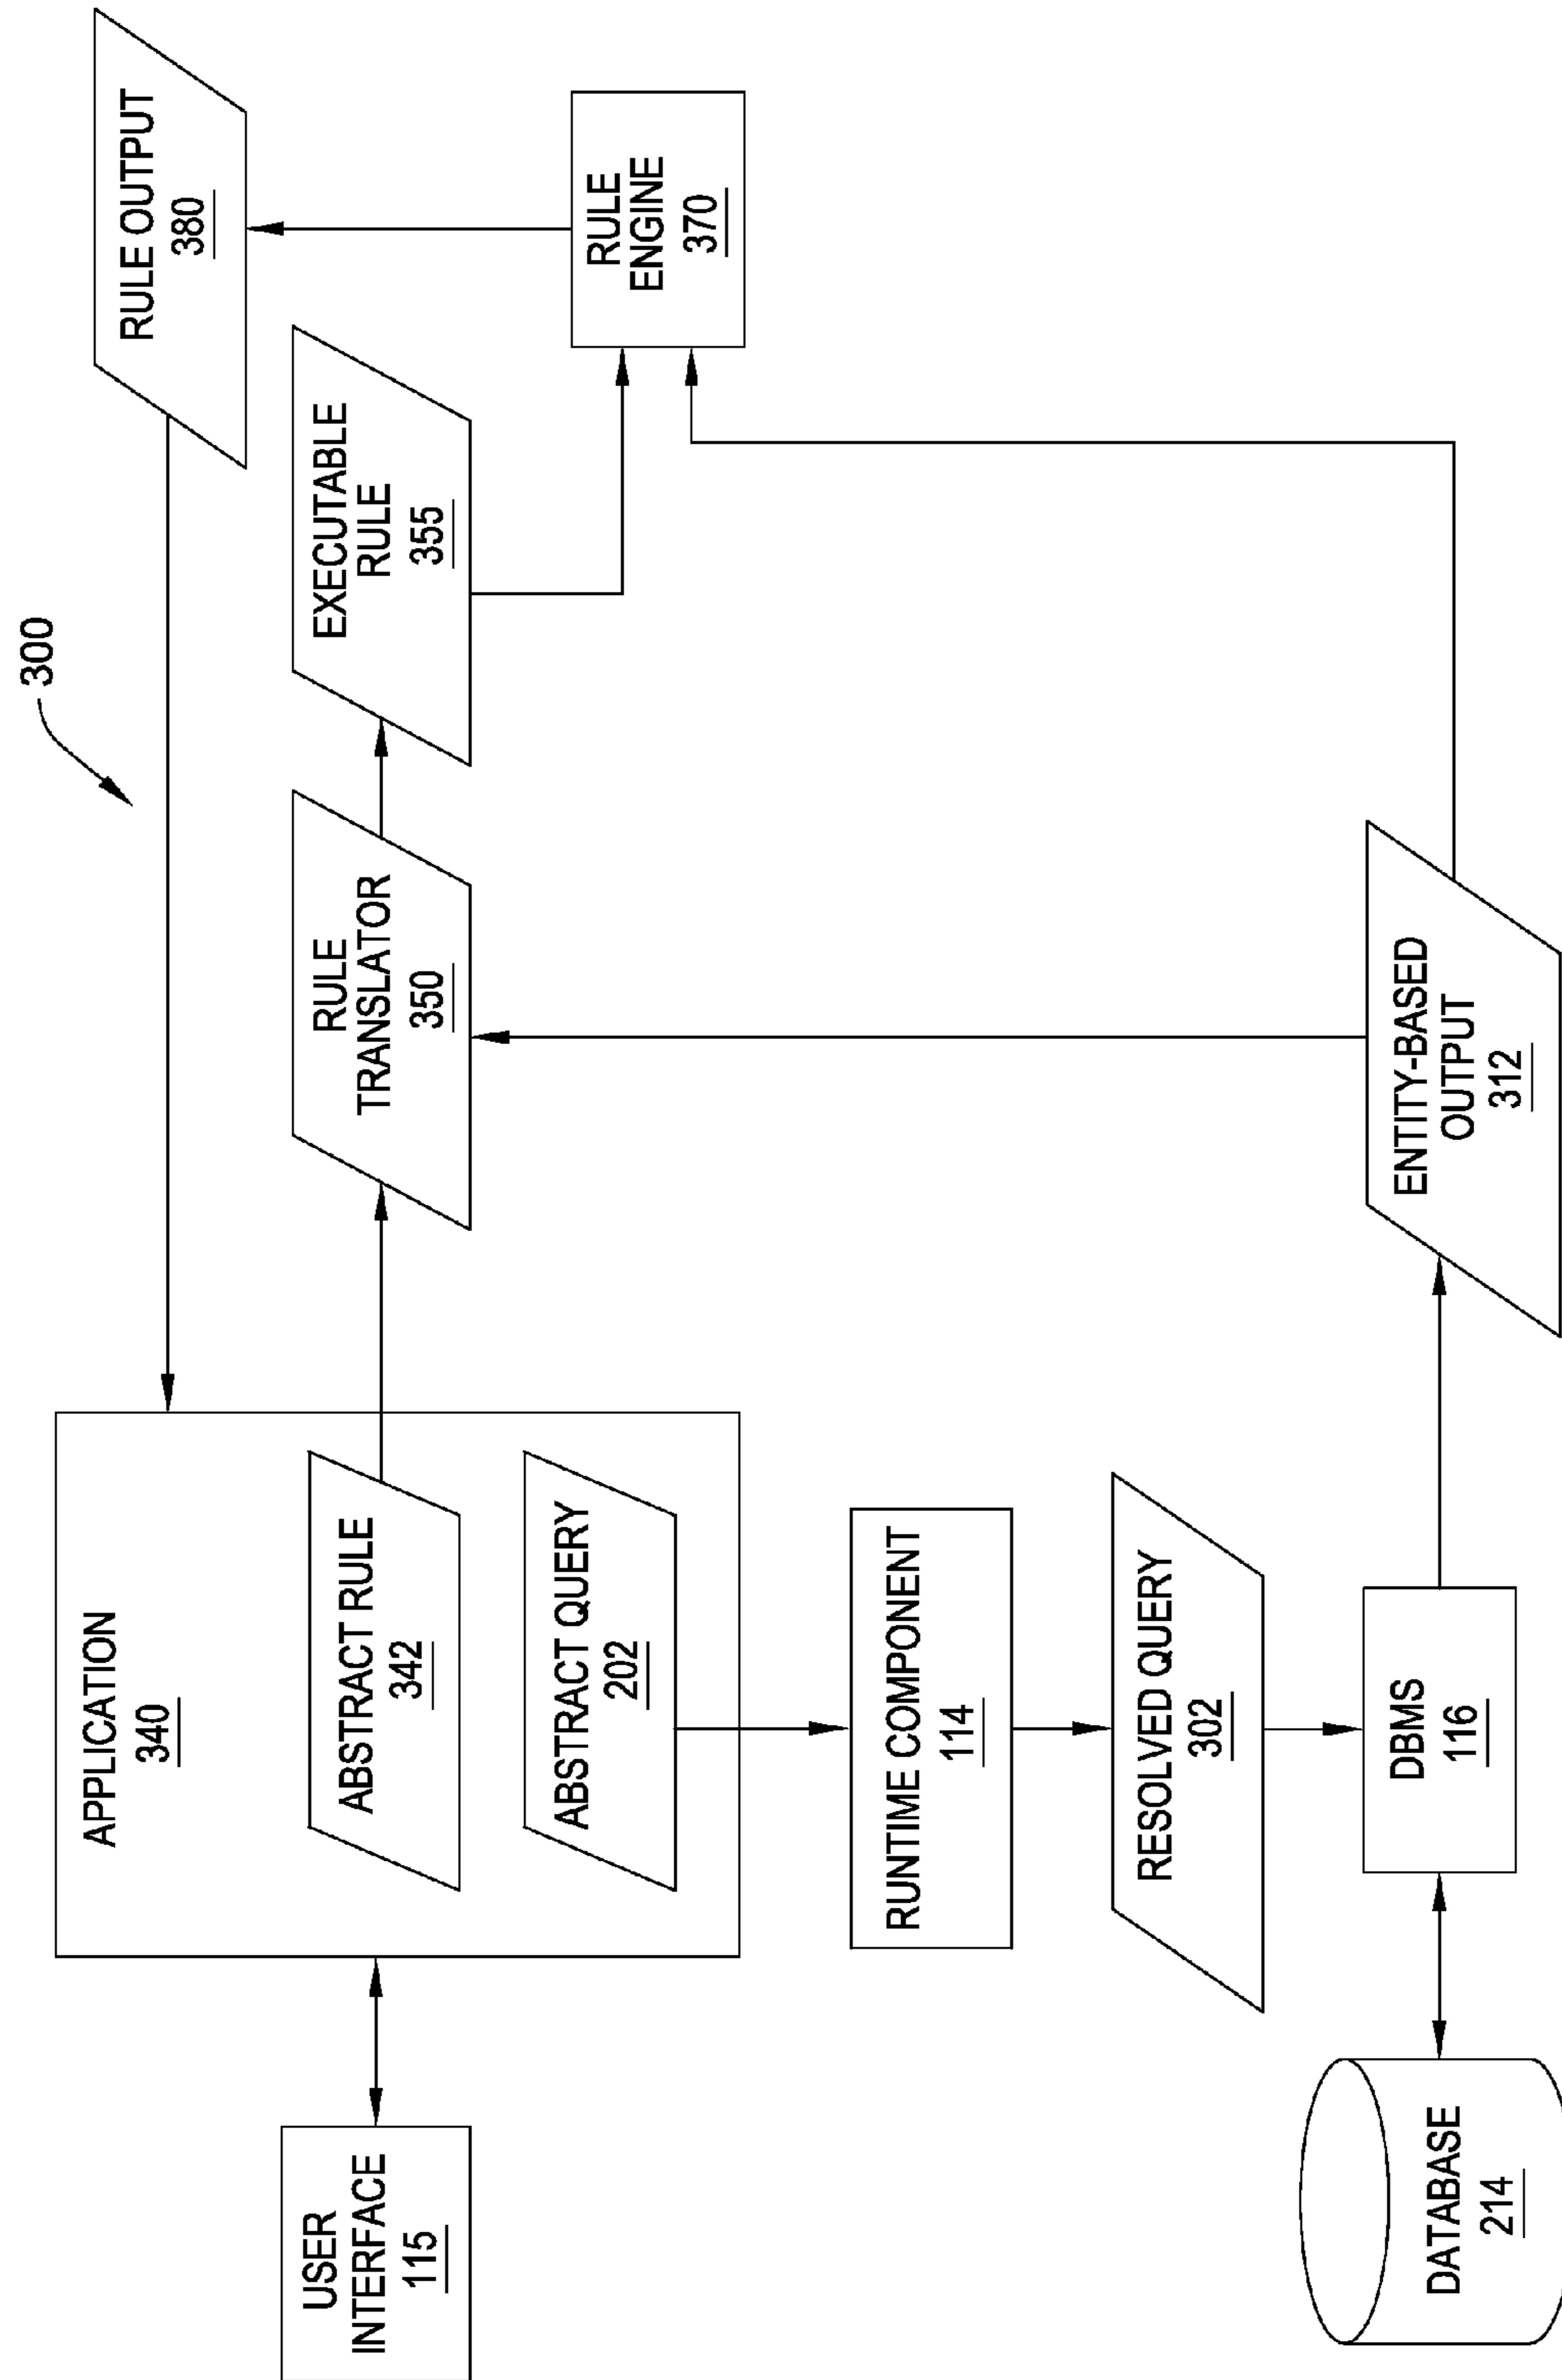 300
USER
INTERFACE
115
APPLICATION
340
ABSTRACT RULE
342
ABSTRACT QUERY
202
RULE
TRANSLATOR
350
EXECUTABLE
RULE
355
RULE OUTPUT
380
RULE
ENGINE
370
RUNTIME COMPONENT
114
RESOLVED QUERY
302
DATABASE
214
DBMS
116
ENTITY-BASED
OUTPUT
312